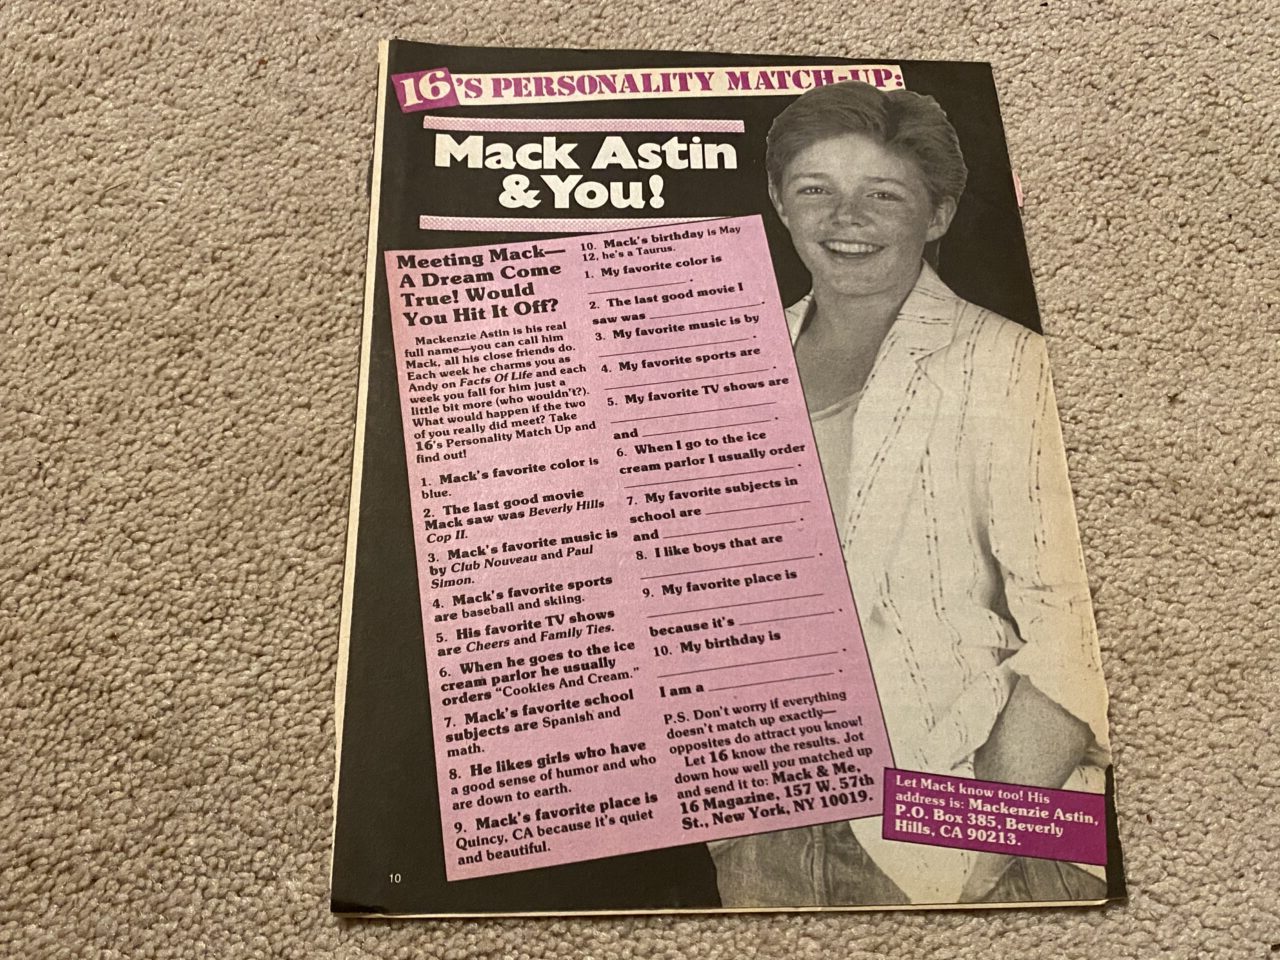 16'S PERSONALITY MATCH-UP:
Mack Astin
& You!
Meeting Mack—
A Dream Come
True! Would
You Hit It Off?
Mackenzie Astin is his real
full name—you can call him
Mack, all his close friends do.
Each week he charms you as
Andy on Facts Of Life and each
week you fall for him just a
little bit more (who wouldn't?).
What would happen if the two
of you really did meet? Take
16's Personality Match Up and
find out!
1. Mack's favorite color is
blue.
2. The last good movie
Mack saw was Beverly Hills
Cop II.
3. Mack's favorite music is
by Club Nouveau and Paul
Simon.
4. Mack's favorite sports
are baseball and skiing.
5. His favorite TV shows
are Cheers and Family Ties.
6. When he goes to the ice
cream parlor he usually
orders "Cookies And Cream."
7. Mack's favorite school
subjects are Spanish and
math.
8. He likes girls who have
a good sense of humor and who
are down to earth.
9. Mack's favorite place is
Quincy, CA because it's quiet
and beautiful.
10. Mack's birthday is May
12, he's a Taurus.
1. My favorite color is
.
2. The last good movie I
saw was .
3. My favorite music is by
.
4. My favorite sports are
.
5. My favorite TV shows are
and .
6. When I go to the ice
cream parlor I usually order
.
7. My favorite subjects in
school are
and .
8. I like boys that are
.
9. My favorite place is
because it's .
10. My birthday is
.
I am a .
P.S. Don't worry if everything
doesn't match up exactly—
opposites do attract you know!
Let 16 know the results. Jot
down how well you matched up
and send it to: Mack & Me,
16 Magazine, 157 W. 57th
St., New York, NY 10019.
Let Mack know too! His
address is: Mackenzie Astin,
P.O. Box 385, Beverly
Hills, CA 90213.
10